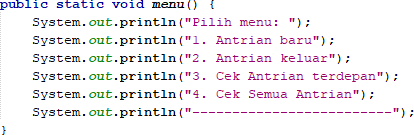 public static void menu() {
    System.out.println("Pilih menu: ");
    System.out.println("1. Antrian baru");
    System.out.println("2. Antrian keluar");
    System.out.println("3. Cek Antrian terdepan");
    System.out.println("4. Cek Semua Antrian");
    System.out.println("-------------------------");
}